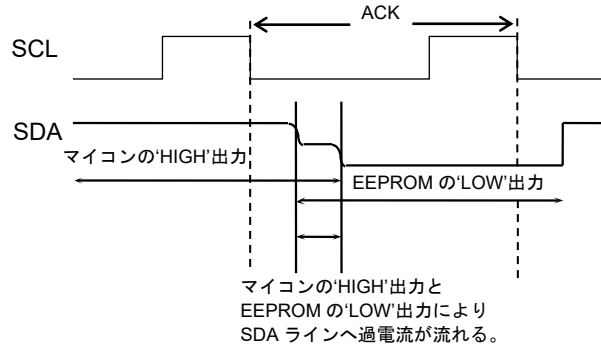 ACK
SCL
SDA
マイコンの‘HIGH’出力
EEPROM の‘LOW’出力
マイコンの‘HIGH’出力と
EEPROM の‘LOW’出力により
SDA ラインへ過電流が流れる。